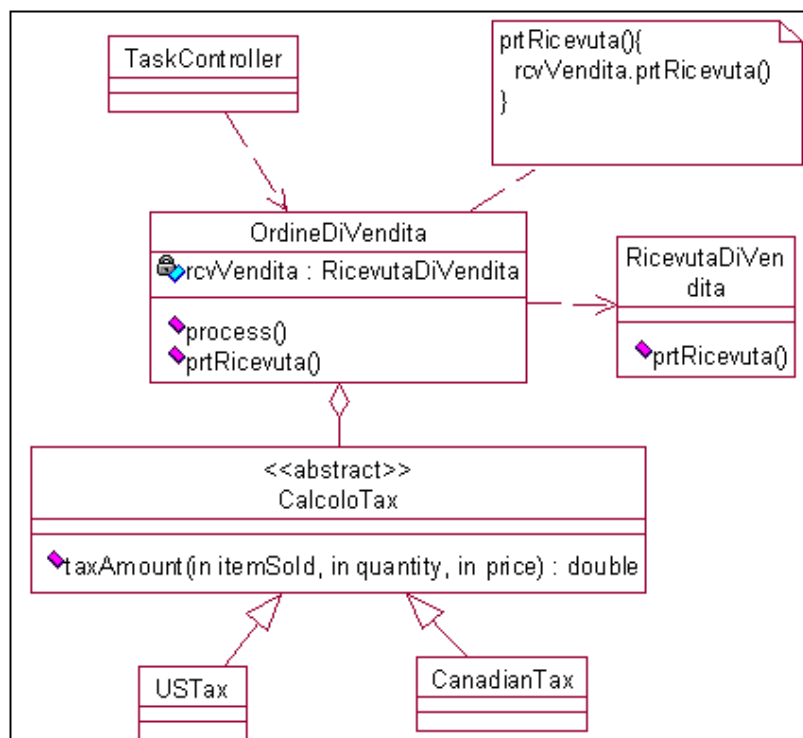 TaskController
prtRicevuta(){
rcvVendita.prtRicevuta()
}
OrdineDiVendita
rcvVendita : RicevutaDiVendita
process()
prtRicevuta()
RicevutaDiVen
dita
prtRicevuta()
<<abstract>>
CalcoloTax
taxAmount(in itemSold, in quantity, in price) : double
USTax
CanadianTax